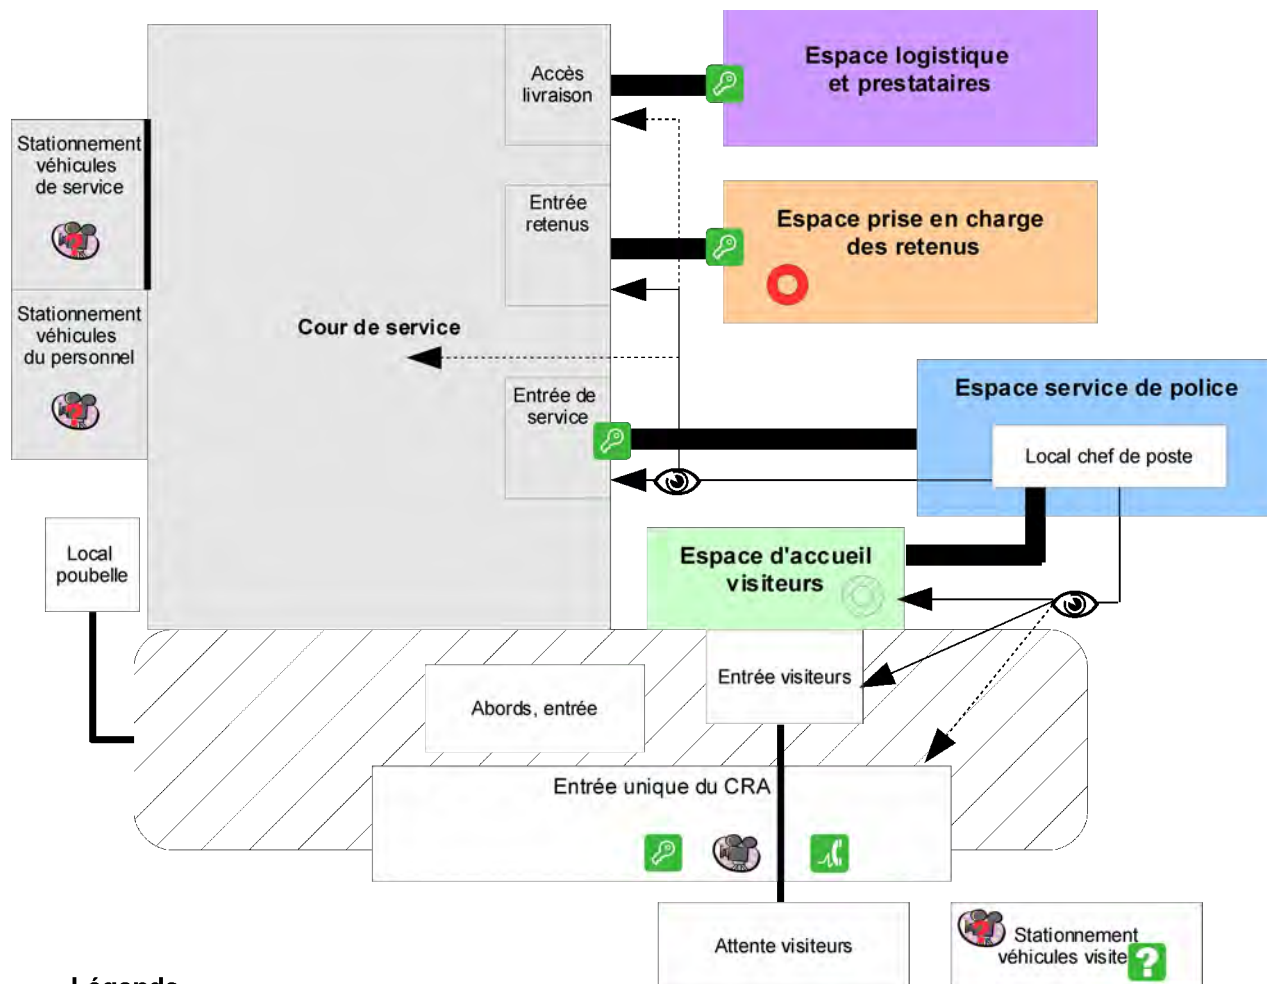 Espace logistique
et prestataires
Accès
livraison
Stationnement
véhicules
de service
Entrée
retenus
Espace prise en charge
des retenus
Stationnement
véhicules
du personnel
Cour de service
Entrée de
service
Espace service de police
Local chef de poste
Local
poubelle
Espace d'accueil
visiteurs
Entrée visiteurs
Abords, entrée
Entrée unique du CRA
Attente visiteurs
Stationnement
véhicules visite
Légende